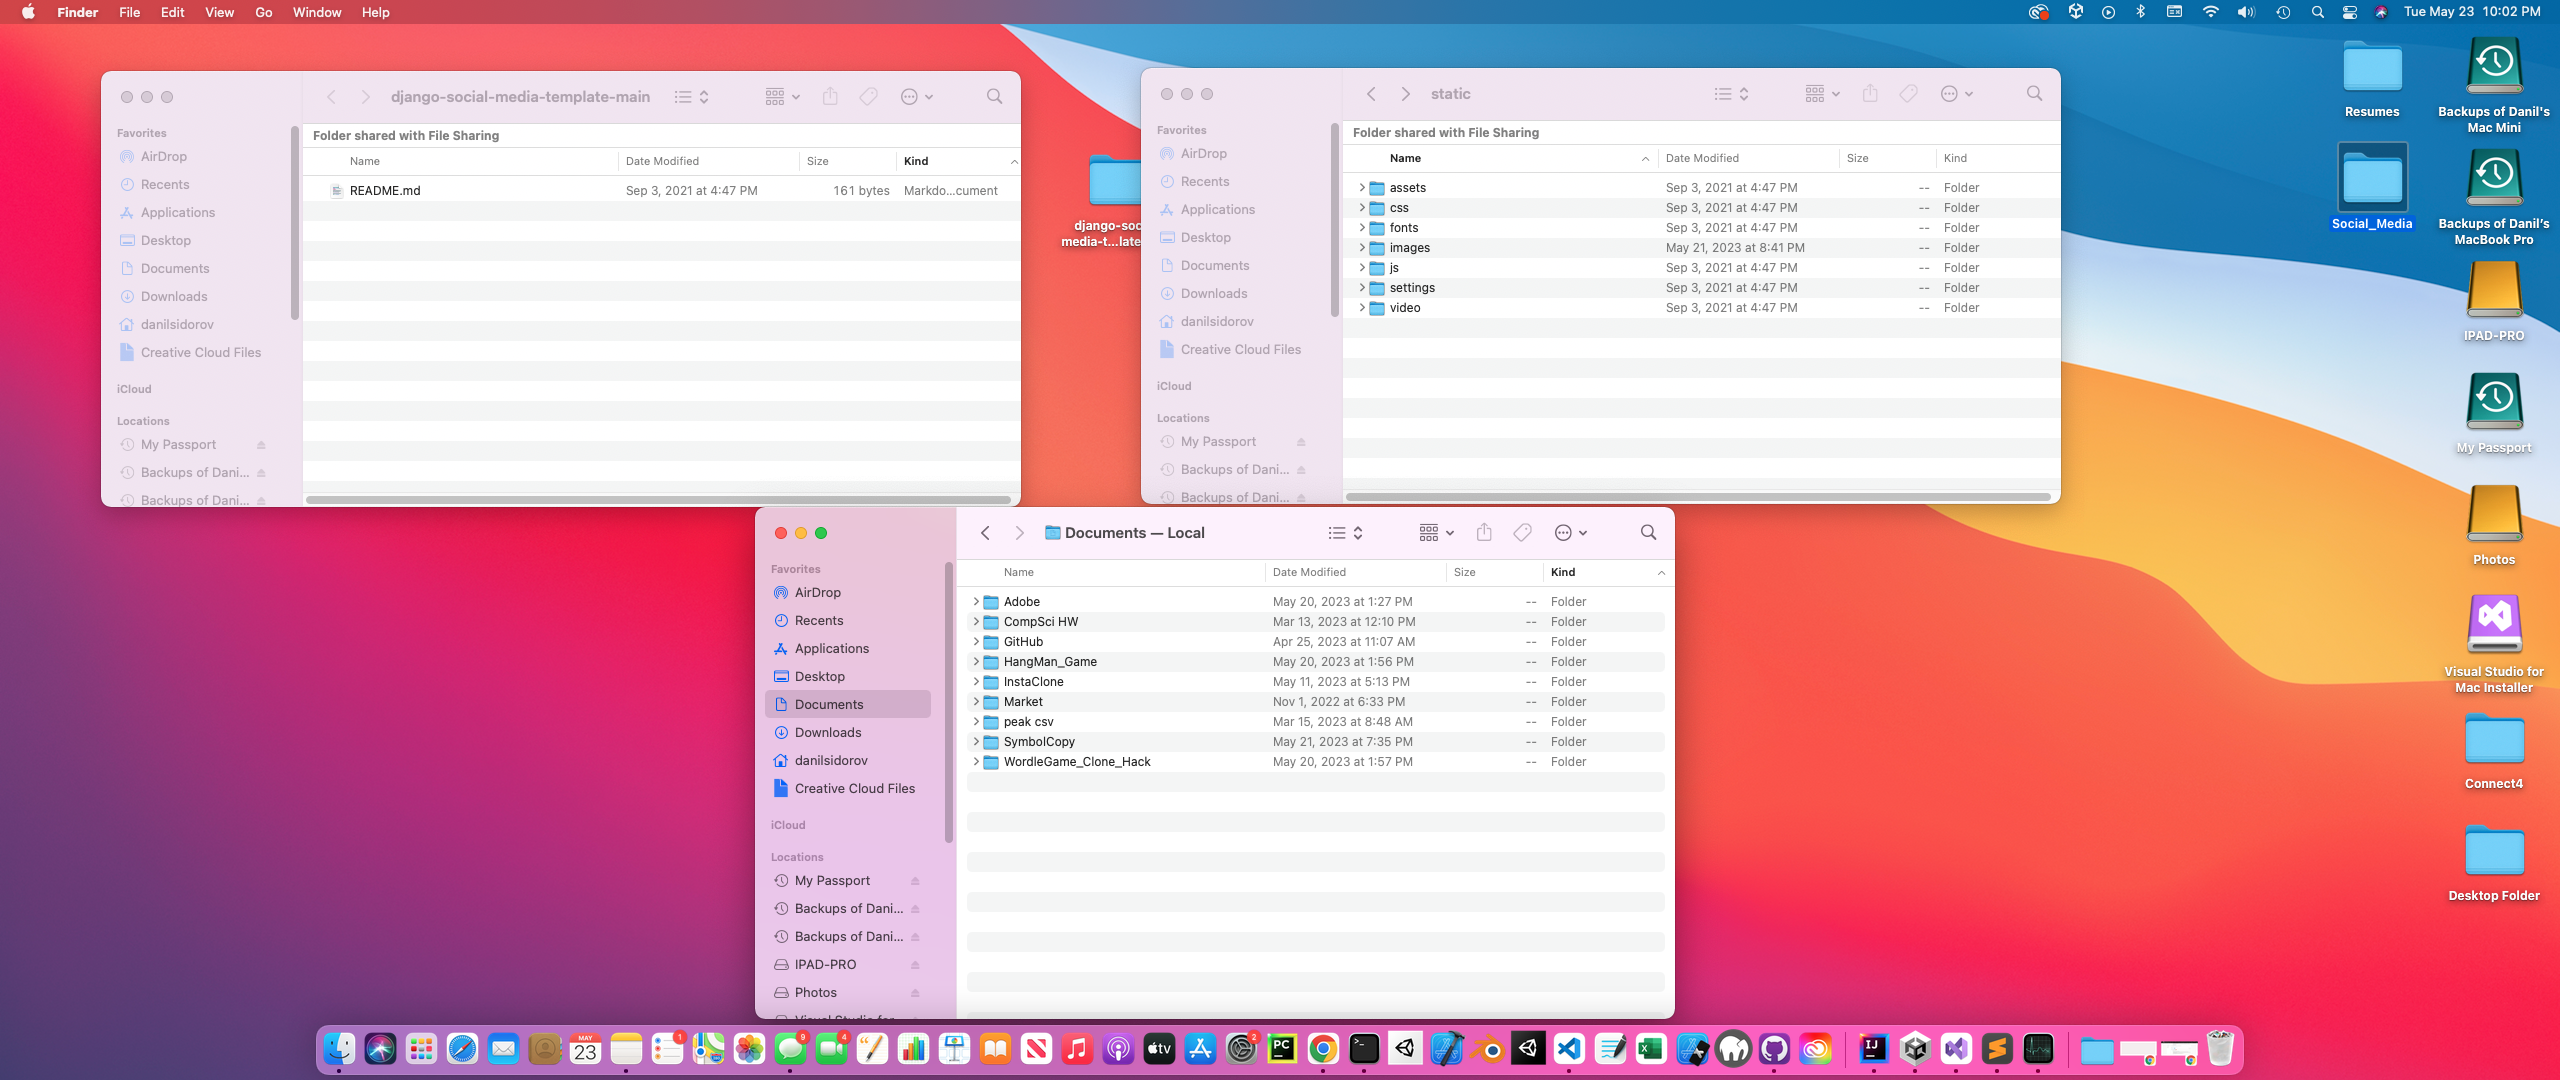 Finder File Edit View Go Window Help
Tue May 23 10:02 PM
django-social-media-template-main
Favorites
AirDrop
Recents
Applications
Desktop
Documents
Downloads
danilsidorov
Creative Cloud Files
iCloud
Locations
My Passport
Backups of Dani...
Backups of Dani...
Folder shared with File Sharing
Name Date Modified Size Kind
README.md Sep 3, 2021 at 4:47 PM 161 bytes Markdo...cument
django-soc
media-t...late
static
Favorites
AirDrop
Recents
Applications
Desktop
Documents
Downloads
danilsidorov
Creative Cloud Files
iCloud
Locations
My Passport
Backups of Dani...
Backups of Dani...
Folder shared with File Sharing
Name Date Modified Size Kind
assets Sep 3, 2021 at 4:47 PM -- Folder
css Sep 3, 2021 at 4:47 PM -- Folder
fonts Sep 3, 2021 at 4:47 PM -- Folder
images May 21, 2023 at 8:41 PM -- Folder
js Sep 3, 2021 at 4:47 PM -- Folder
settings Sep 3, 2021 at 4:47 PM -- Folder
video Sep 3, 2021 at 4:47 PM -- Folder
Documents — Local
Favorites
AirDrop
Recents
Applications
Desktop
Documents
Downloads
danilsidorov
Creative Cloud Files
iCloud
Locations
My Passport
Backups of Dani...
Backups of Dani...
IPAD-PRO
Photos
Visual Studio for
Name Date Modified Size Kind
Adobe May 20, 2023 at 1:27 PM -- Folder
CompSci HW Mar 13, 2023 at 12:10 PM -- Folder
GitHub Apr 25, 2023 at 11:07 AM -- Folder
HangMan_Game May 20, 2023 at 1:56 PM -- Folder
InstaClone May 11, 2023 at 5:13 PM -- Folder
Market Nov 1, 2022 at 6:33 PM -- Folder
peak csv Mar 15, 2023 at 8:48 AM -- Folder
SymbolCopy May 21, 2023 at 7:35 PM -- Folder
WordleGame_Clone_Hack May 20, 2023 at 1:57 PM -- Folder
Resumes
Social_Media
Backups of Danil's
Mac Mini
Backups of Danil's
MacBook Pro
IPAD-PRO
My Passport
Photos
Visual Studio for
Mac Installer
Connect4
Desktop Folder
MAY
23
1
9
4
tv
2
PC
IJ